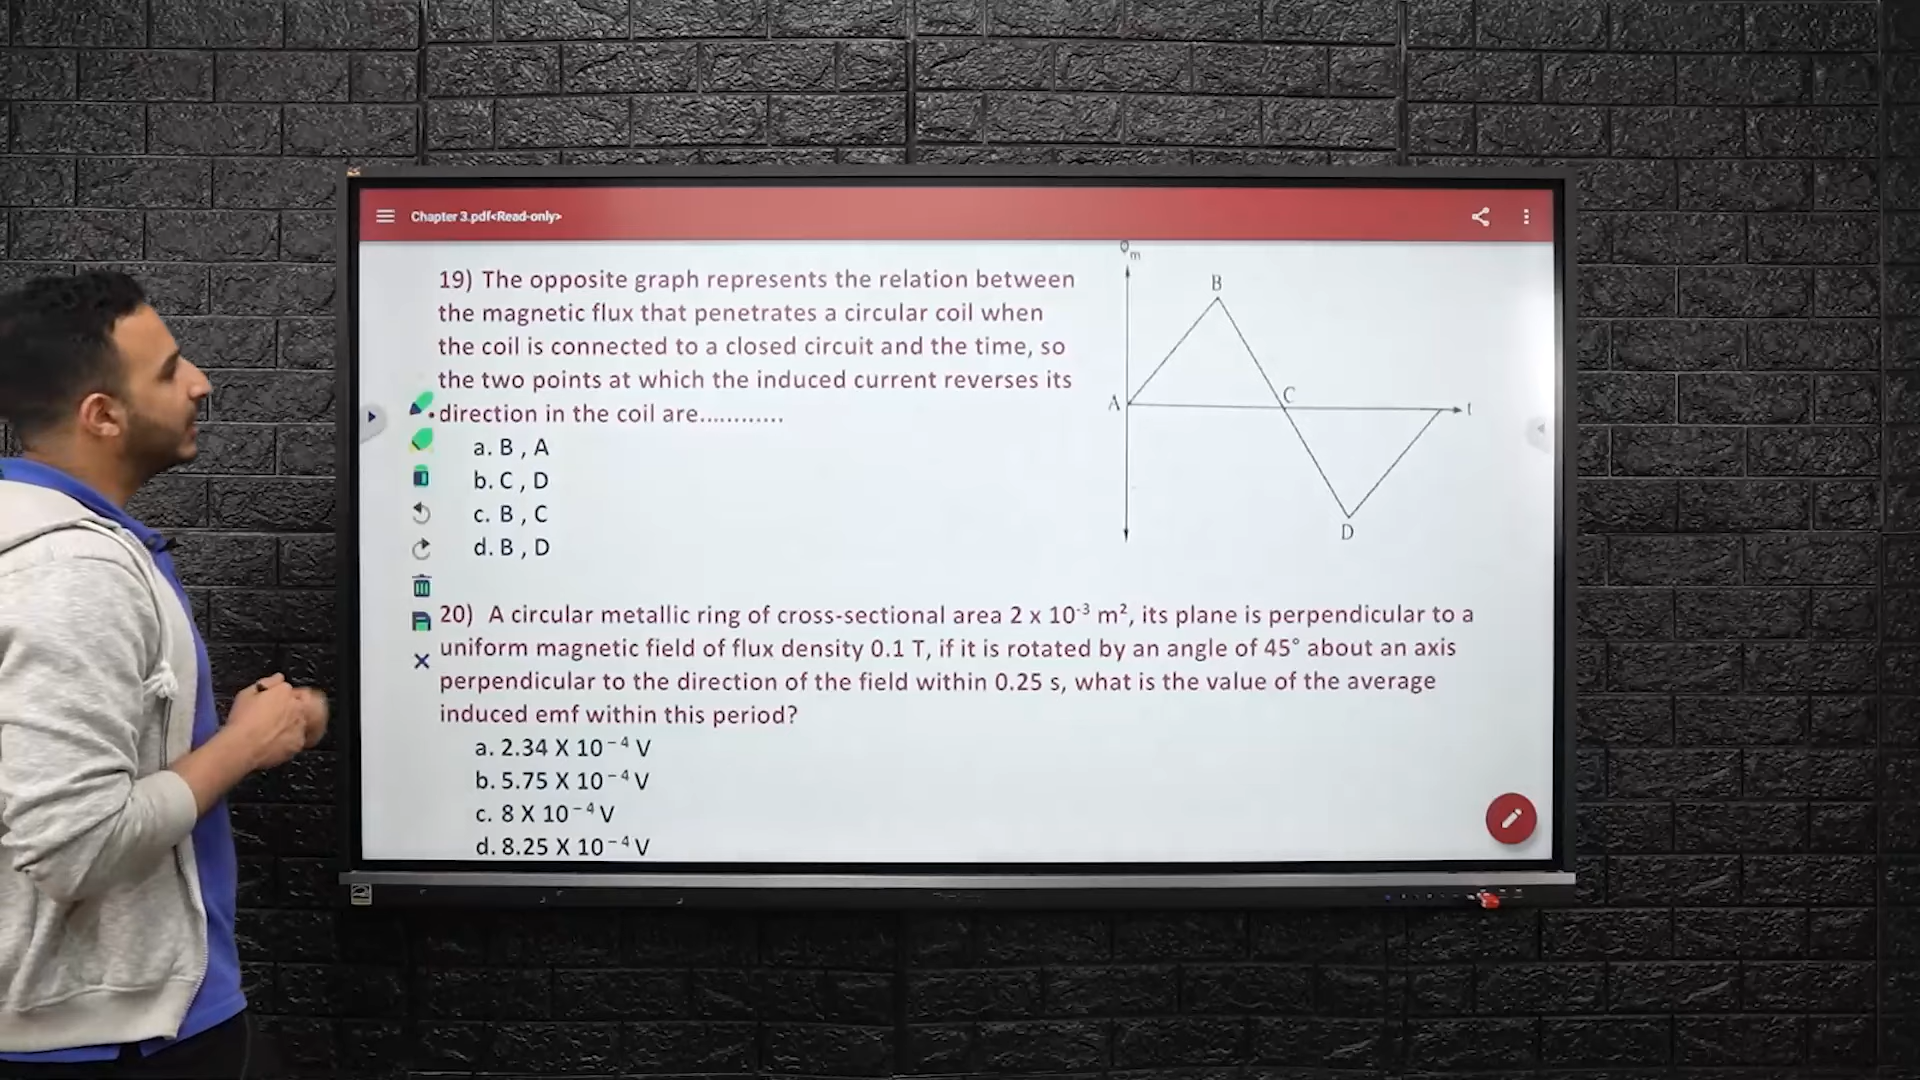 Chapter 3.pdf<Read-only>
19) The opposite graph represents the relation between
the magnetic flux that penetrates a circular coil when
the coil is connected to a closed circuit and the time, so
the two points at which the induced current reverses its
direction in the coil are............
a. B , A
b. C , D
c. B , C
d. B , D
m
B
A
C
t
D
20) A circular metallic ring of cross-sectional area 2 x 10⁻³ m², its plane is perpendicular to a
uniform magnetic field of flux density 0.1 T, if it is rotated by an angle of 45° about an axis
perpendicular to the direction of the field within 0.25 s, what is the value of the average
induced emf within this period?
a. 2.34 X 10⁻⁴ V
b. 5.75 X 10⁻⁴ V
c. 8 X 10⁻⁴ V
d. 8.25 X 10⁻⁴ V